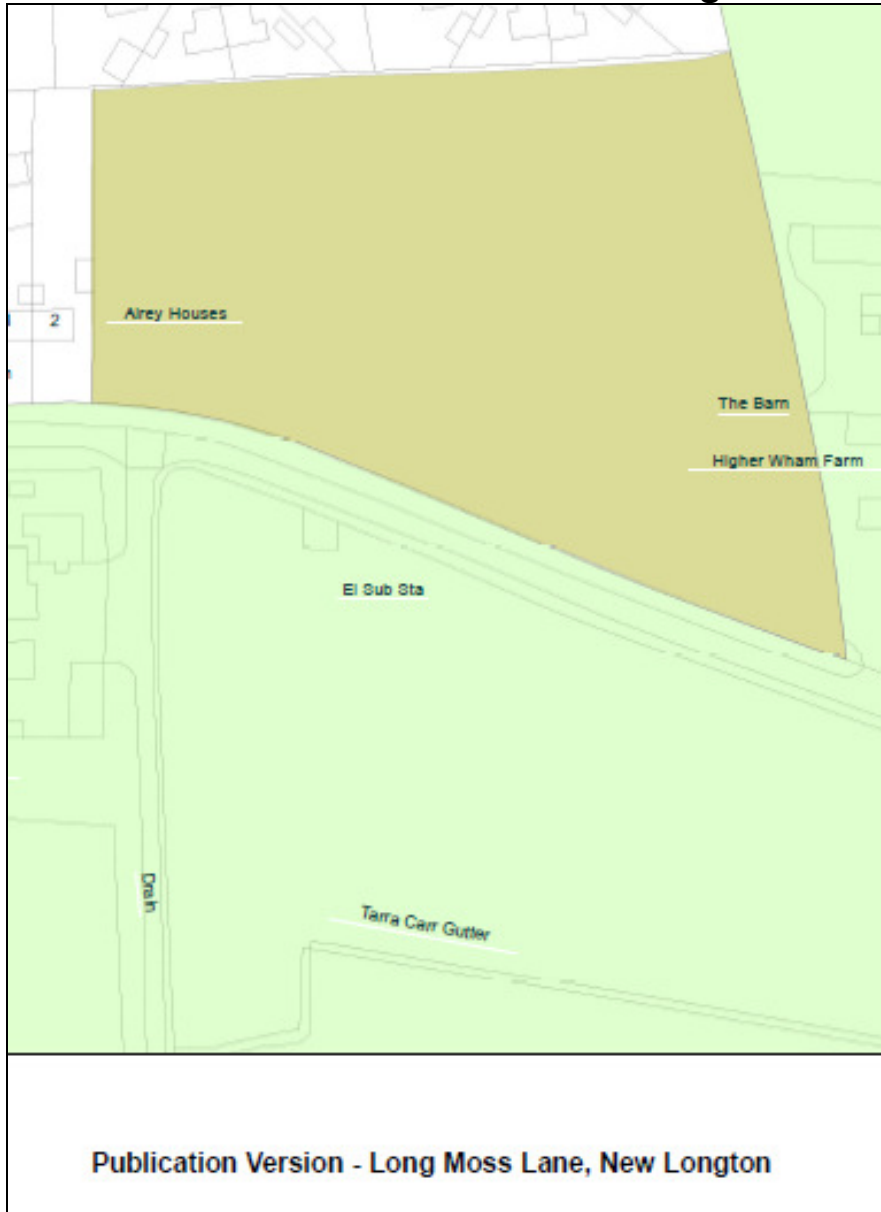 Airey Houses
2
The Barn
Higher Wham Farm
El Sub Sta
Drain
Tarra Carr Gutter
Publication Version - Long Moss Lane, New Longton